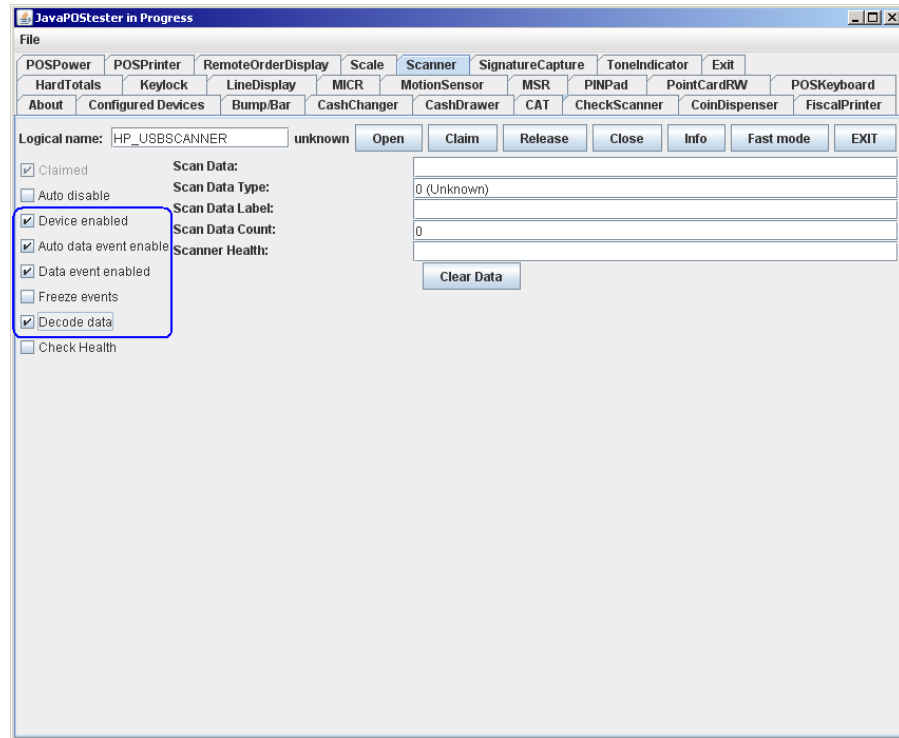 JavaPOStester in Progress
File
POSPower POSPrinter RemoteOrderDisplay Scale Scanner SignatureCapture ToneIndicator Exit
HardTotals Keylock LineDisplay MICR MotionSensor MSR PINPad PointCardRW POSKeyboard
About Configured Devices Bump/Bar CashChanger CashDrawer CAT CheckScanner CoinDispenser FiscalPrinter
Logical name: HP_USBSCANNER unknown Open Claim Release Close Info Fast mode EXIT
Claimed
Auto disable
Device enabled
Auto data event enable
Data event enabled
Freeze events
Decode data
Check Health
Scan Data:
Scan Data Type: 0 (Unknown)
Scan Data Label:
Scan Data Count: 0
Scanner Health:
Clear Data